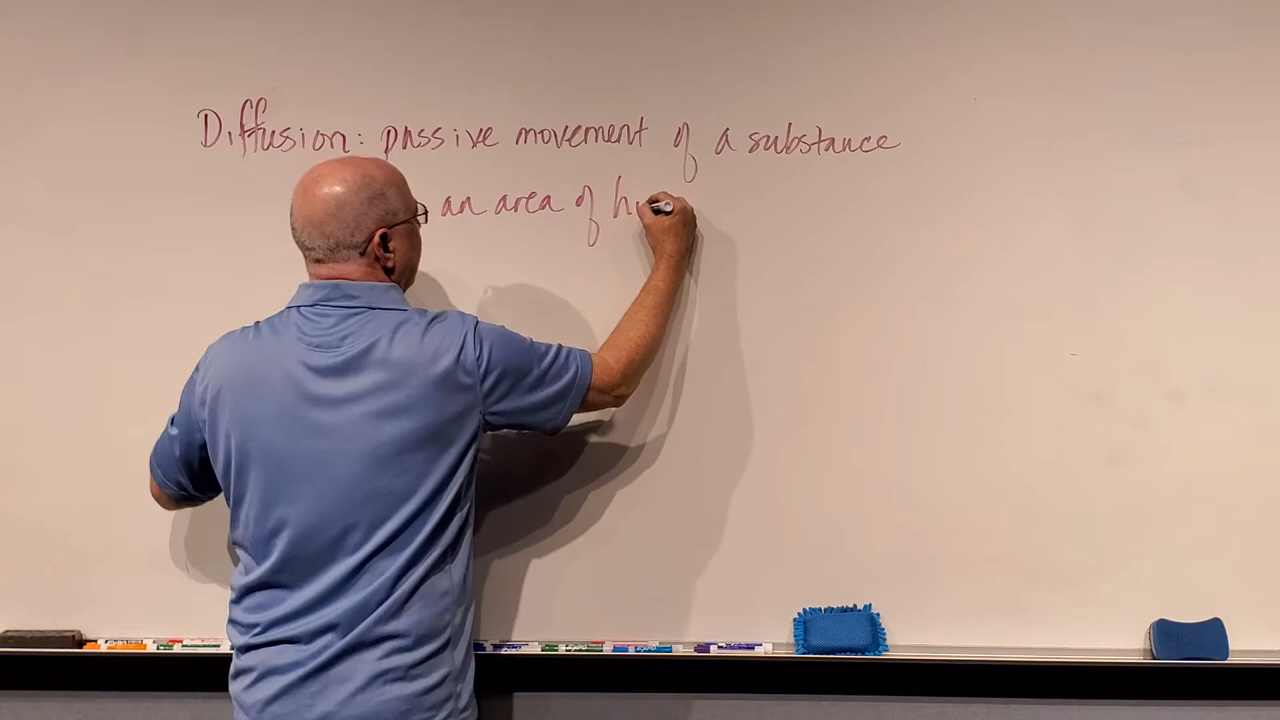 Diffusion: passive movement of a substance
an area of